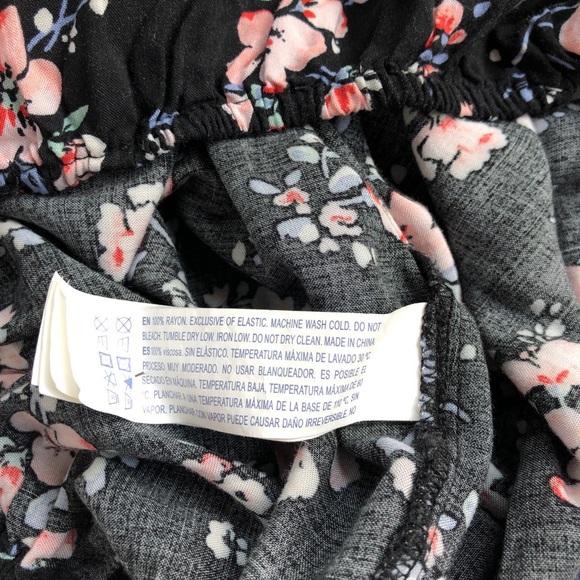 EN 100% RAYON. EXCLUSIVE OF ELASTIC. MACHINE WASH COLD. DO NOT
BLEACH. TUMBLE DRY LOW. IRON LOW. DO NOT DRY CLEAN. MADE IN CHINA
ES 100% viscosa. SIN ELÁSTICO. TEMPERATURA MÁXIMA DE LAVADO 30 °C
PROCESO MUY MODERADO. NO USAR BLANQUEADOR. ES POSIBLE EL
SECADO EN MÁQUINA. TEMPERATURA BAJA, TEMPERATURA MÁXIMA DE 60
°C. PLANCHAR A UNA TEMPERATURA MÁXIMA DE LA BASE DE 110 °C, SIN
VAPOR. PLANCHAR CON VAPOR PUEDE CAUSAR DAÑO IRREVERSIBLE. NO